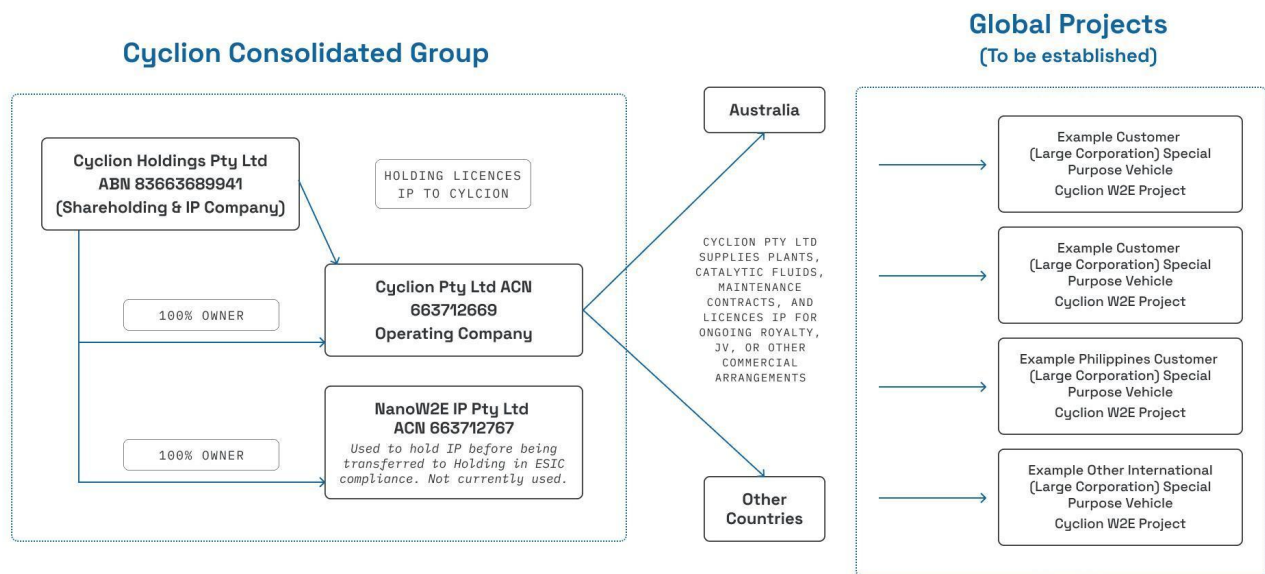 Cyclion Consolidated Group
Global Projects
(To be established)
Cyclion Holdings Pty Ltd
ABN 83663689941
(Shareholding & IP Company)
HOLDING LICENCES
IP TO CYLCION
Cyclion Pty Ltd ACN
663712669
Operating Company
100% OWNER
NanoW2E IP Pty Ltd
ACN 663712767
Used to hold IP before being
transferred to Holding in ESIC
compliance. Not currently used.
100% OWNER
Australia
CYCLION PTY LTD
SUPPLIES PLANTS,
CATALYTIC FLUIDS,
MAINTENANCE
CONTRACTS, AND
LICENCES IP FOR
ONGOING ROYALTY,
JV, OR OTHER
COMMERCIAL
ARRANGEMENTS
Other
Countries
Example Customer
(Large Corporation) Special
Purpose Vehicle
Cyclion W2E Project
Example Customer
(Large Corporation) Special
Purpose Vehicle
Cyclion W2E Project
Example Philippines Customer
(Large Corporation) Special
Purpose Vehicle
Cyclion W2E Project
Example Other International
(Large Corporation) Special
Purpose Vehicle
Cyclion W2E Project